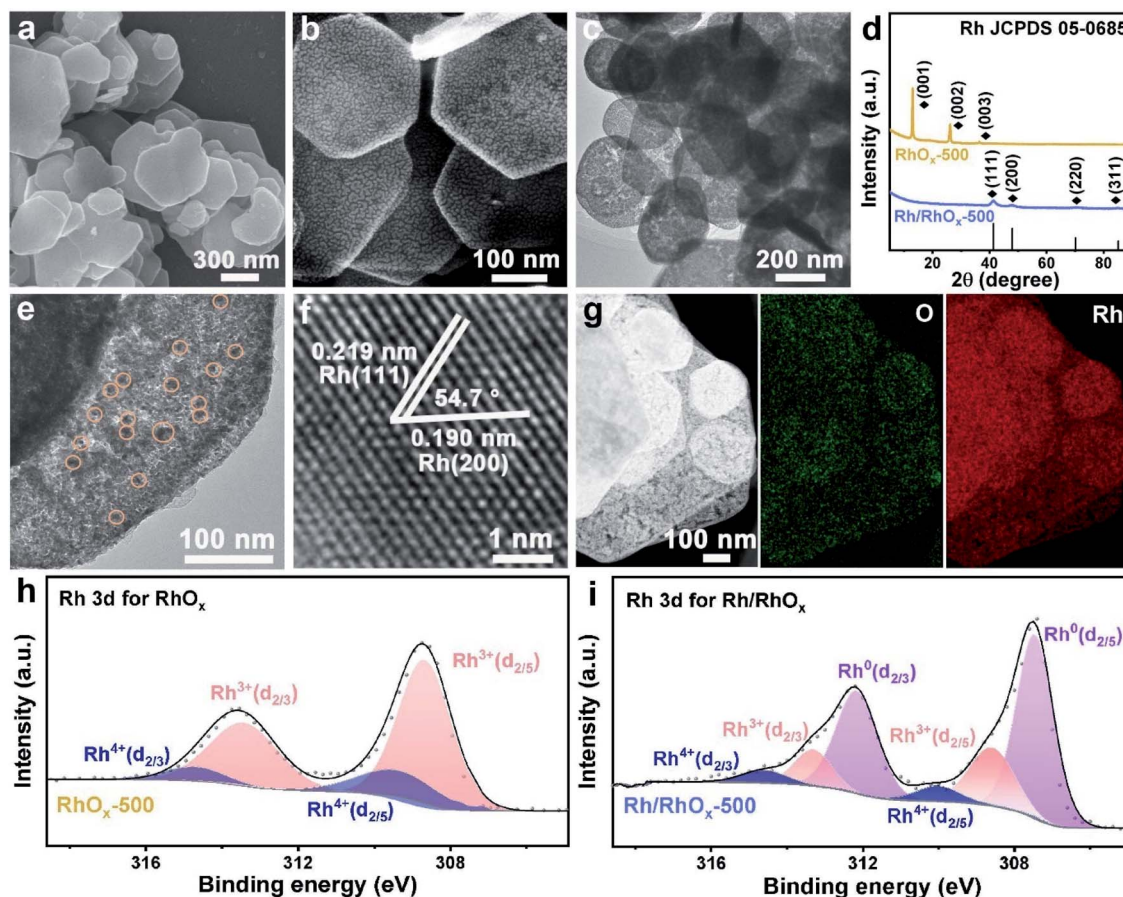 a
300 nm
b
100 nm
c
200 nm
d
Rh JCPDS 05-0685
Intensity (a.u.)
◆(001)
◆(002)
◆(003)
RhOₓ-500
◆(111)
◆(200)
◆(220)
◆(311)
Rh/RhOₓ-500
20 40 60 80
2θ (degree)
e
100 nm
f
0.219 nm
Rh(111)
54.7 °
0.190 nm
Rh(200)
1 nm
g
100 nm
O
Rh
h
Rh 3d for RhOₓ
Intensity (a.u.)
Rh³⁺(d₂/₅)
Rh³⁺(d₂/₃)
Rh⁴⁺(d₂/₃)
Rh⁴⁺(d₂/₅)
RhOₓ-500
316 312 308
Binding energy (eV)
i
Rh 3d for Rh/RhOₓ
Intensity (a.u.)
Rh⁰(d₂/₅)
Rh⁰(d₂/₃)
Rh³⁺(d₂/₃)
Rh³⁺(d₂/₅)
Rh⁴⁺(d₂/₃)
Rh⁴⁺(d₂/₅)
Rh/RhOₓ-500
316 312 308
Binding energy (eV)